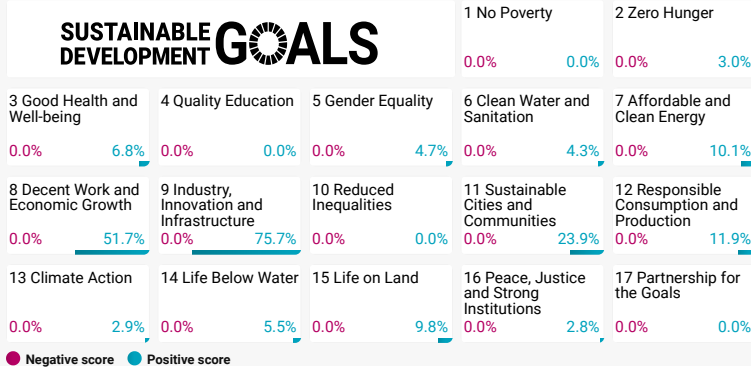 SUSTAINABLE
DEVELOPMENT
GOALS
1 No Poverty
0.0% 0.0%
2 Zero Hunger
0.0% 3.0%
3 Good Health and
Well-being
0.0% 6.8%
4 Quality Education
0.0% 0.0%
5 Gender Equality
0.0% 4.7%
6 Clean Water and
Sanitation
0.0% 4.3%
7 Affordable and
Clean Energy
0.0% 10.1%
8 Decent Work and
Economic Growth
0.0% 51.7%
9 Industry,
Innovation and
Infrastructure
0.0% 75.7%
10 Reduced
Inequalities
0.0% 0.0%
11 Sustainable
Cities and
Communities
0.0% 23.9%
12 Responsible
Consumption and
Production
0.0% 11.9%
13 Climate Action
0.0% 2.9%
14 Life Below Water
0.0% 5.5%
15 Life on Land
0.0% 9.8%
16 Peace, Justice
and Strong
Institutions
0.0% 2.8%
17 Partnership for
the Goals
0.0% 0.0%
Negative score Positive score